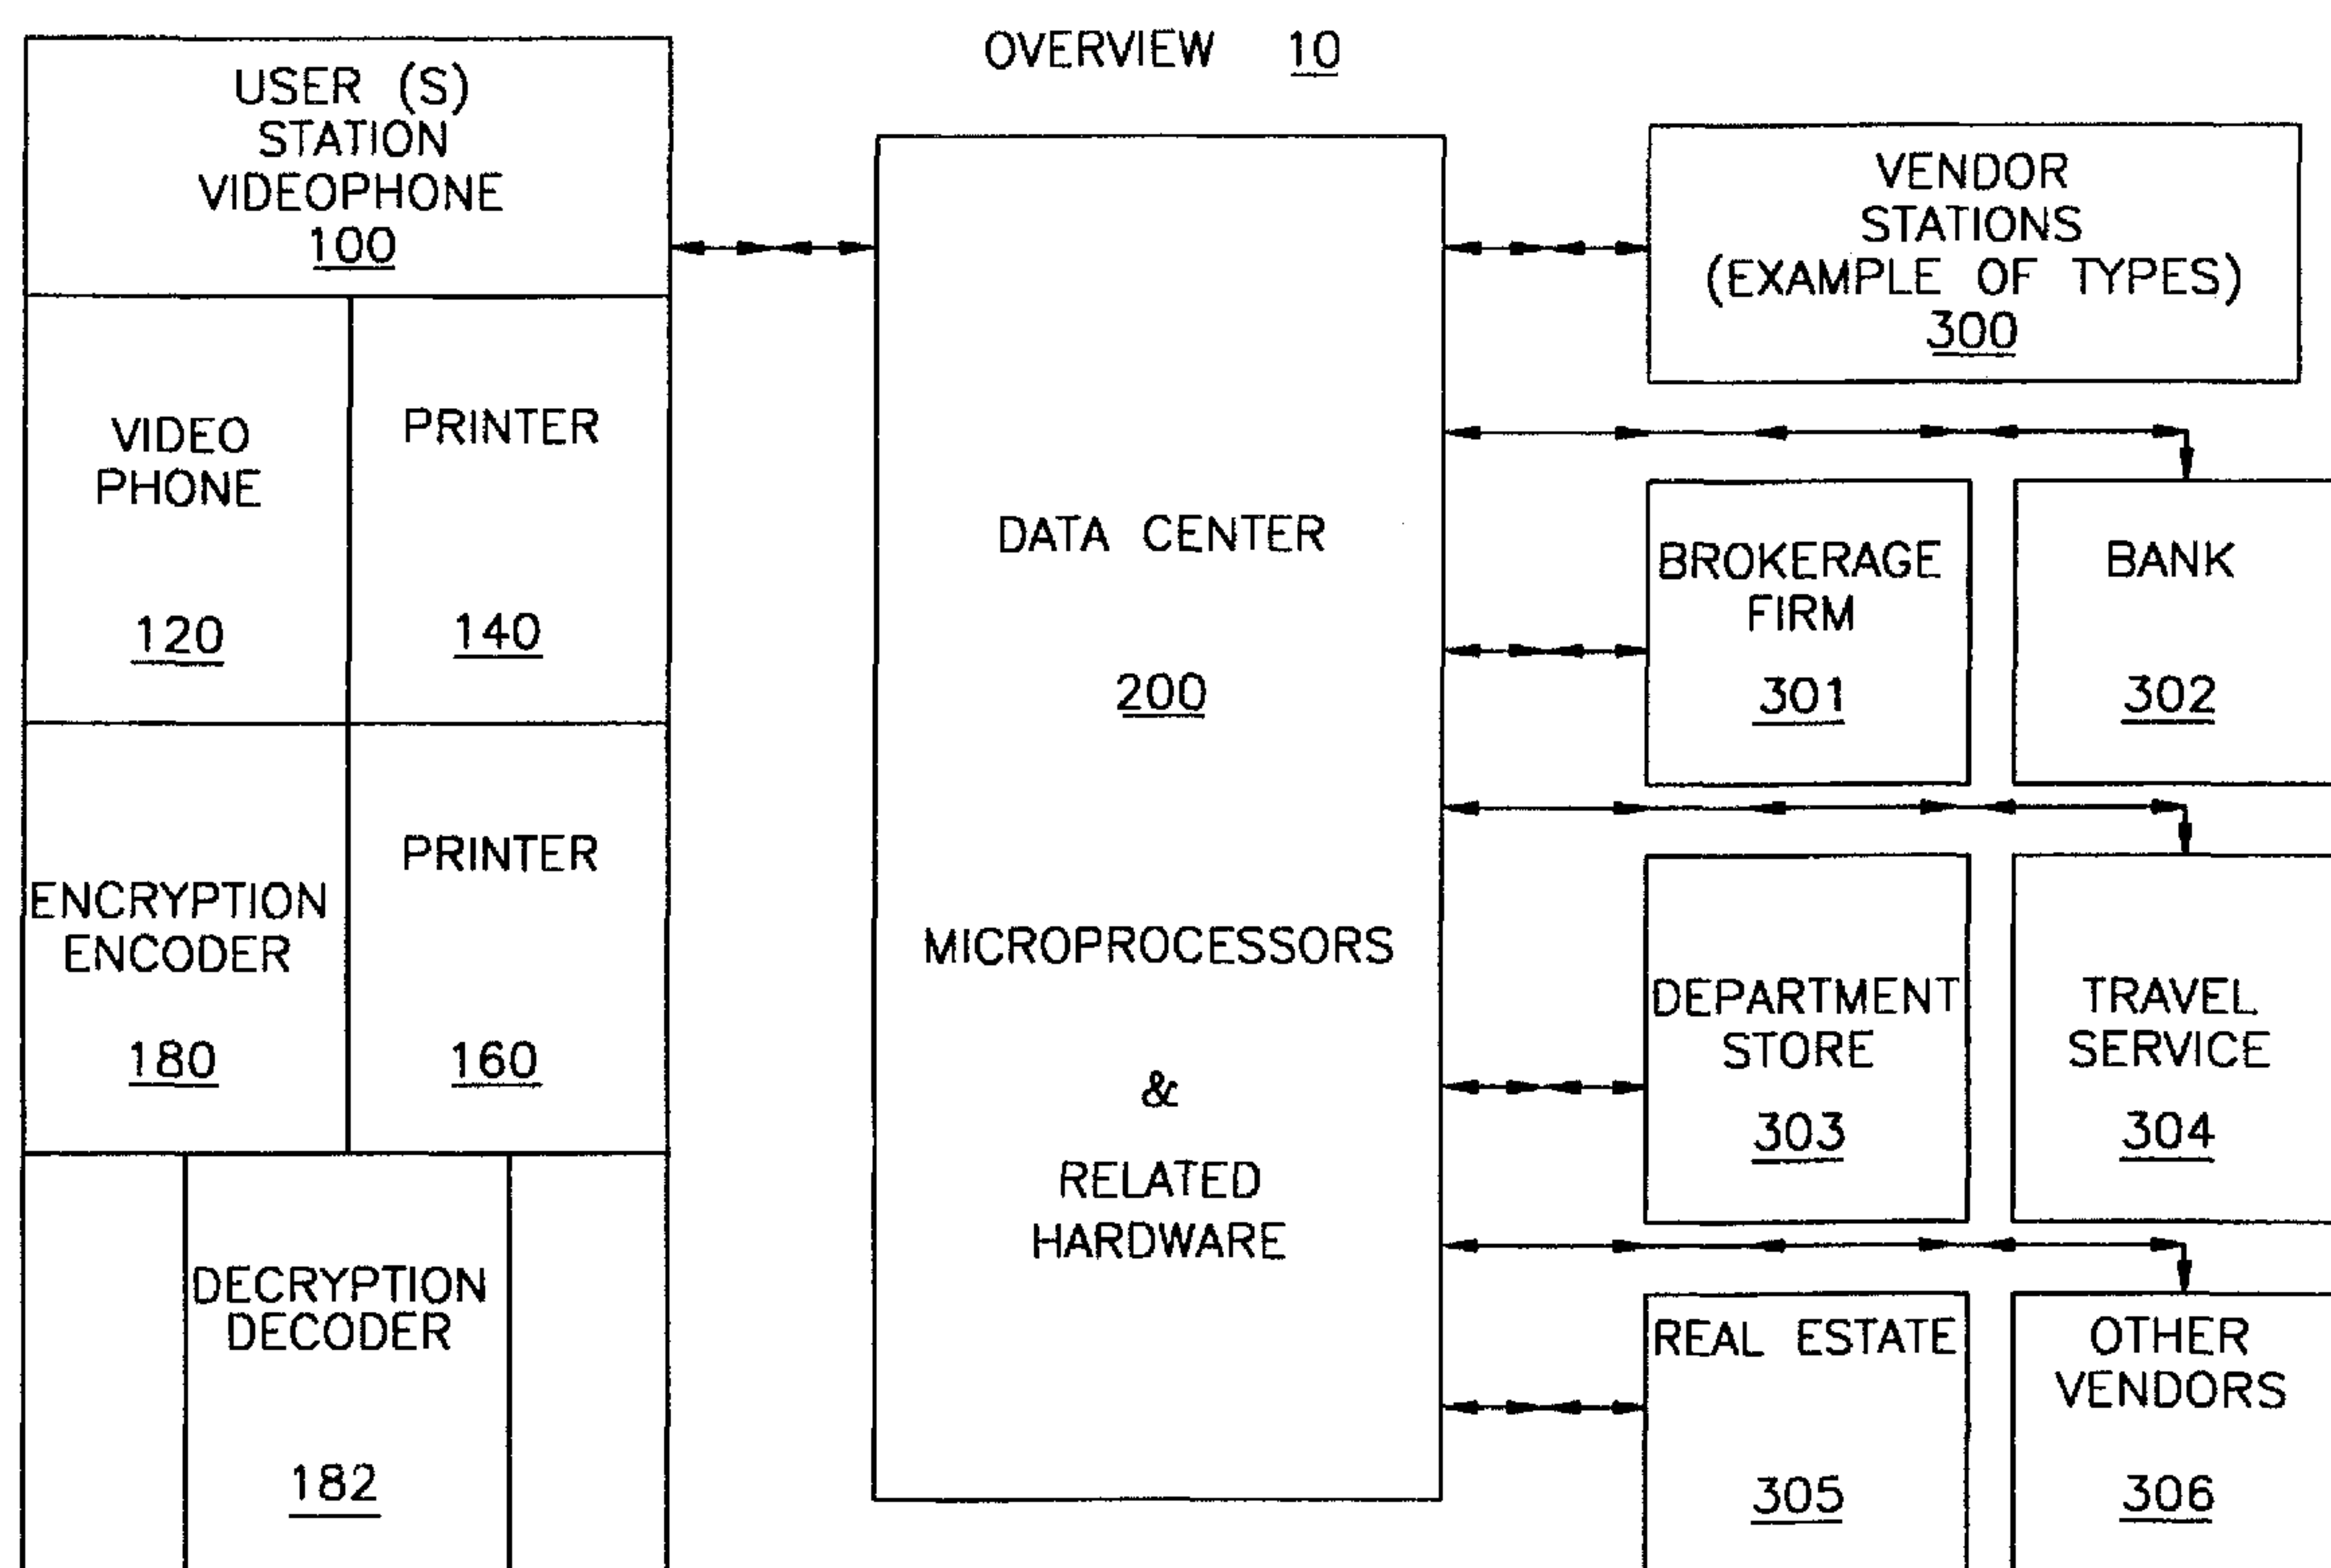 OVERVIEW 10
USER (S)
STATION
VIDEOPHONE
100
VIDEO
PHONE
120
PRINTER
140
ENCRYPTION
ENCODER
180
PRINTER
160
DECRYPTION
DECODER
182
DATA CENTER
200
MICROPROCESSORS
&
RELATED
HARDWARE
VENDOR
STATIONS
(EXAMPLE OF TYPES)
300
BROKERAGE
FIRM
301
BANK
302
DEPARTMENT
STORE
303
TRAVEL
SERVICE
304
REAL ESTATE
305
OTHER
VENDORS
306